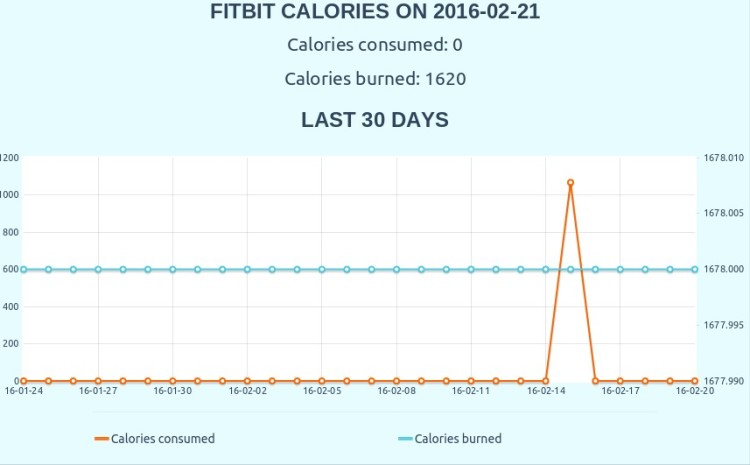 FITBIT CALORIES ON 2016-02-21
Calories consumed: 0
Calories burned: 1620
LAST 30 DAYS
1200 1678.010
1000
1678.005
800
600 1678.000
400
1677.995
200
0 1677.990
16-01-24 16-01-27 16-01-30 16-02-02 16-02-05 16-02-08 16-02-11 16-02-14 16-02-17 16-02-20
Calories consumed Calories burned